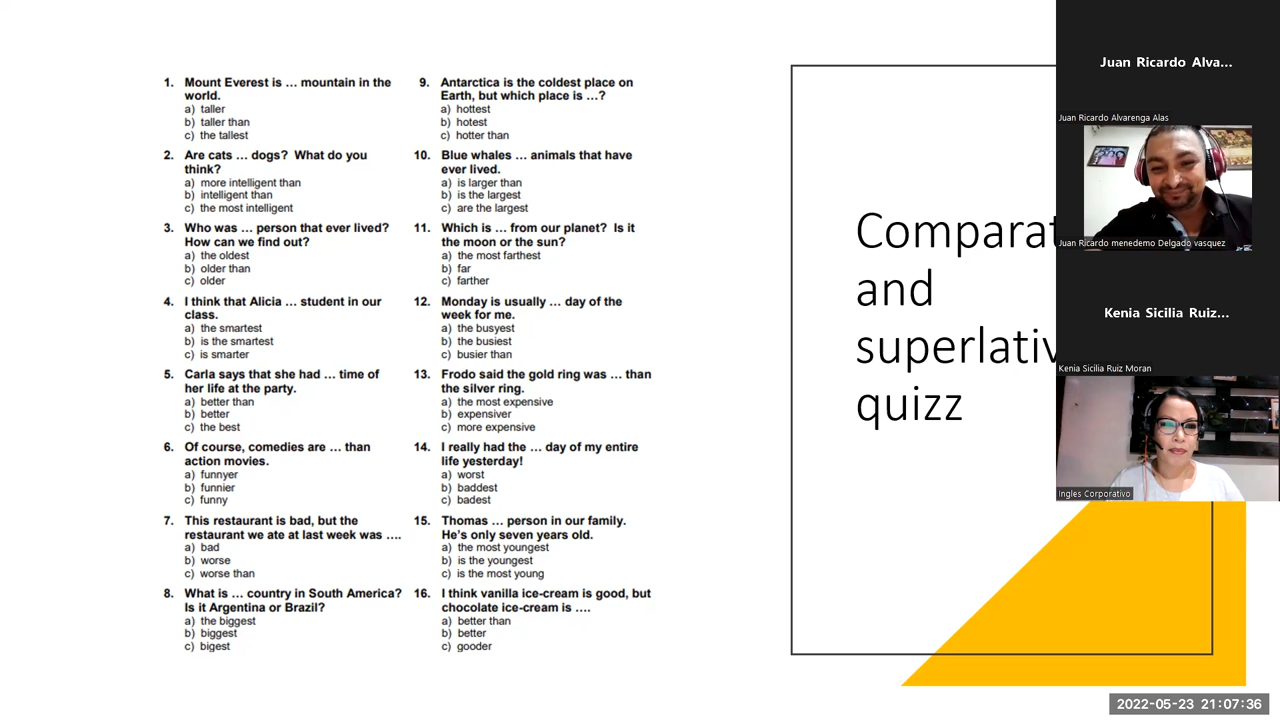 1. Mount Everest is … mountain in the
world.
a) taller
b) taller than
c) the tallest
2. Are cats … dogs? What do you
think?
a) more intelligent than
b) intelligent than
c) the most intelligent
3. Who was … person that ever lived?
How can we find out?
a) the oldest
b) older than
c) older
4. I think that Alicia … student in our
class.
a) the smartest
b) is the smartest
c) is smarter
5. Carla says that she had … time of
her life at the party.
a) better than
b) better
c) the best
6. Of course, comedies are … than
action movies.
a) funnyer
b) funnier
c) funny
7. This restaurant is bad, but the
restaurant we ate at last week was ….
a) bad
b) worse
c) worse than
8. What is … country in South America?
Is it Argentina or Brazil?
a) the biggest
b) biggest
c) bigest
9. Antarctica is the coldest place on
Earth, but which place is …?
a) hottest
b) hotest
c) hotter than
10. Blue whales … animals that have
ever lived.
a) is larger than
b) is the largest
c) are the largest
11. Which is … from our planet? Is it
the moon or the sun?
a) the most farthest
b) far
c) farther
12. Monday is usually … day of the
week for me.
a) the busyest
b) the busiest
c) busier than
13. Frodo said the gold ring was … than
the silver ring.
a) the most expensive
b) expensiver
c) more expensive
14. I really had the … day of my entire
life yesterday!
a) worst
b) baddest
c) badest
15. Thomas … person in our family.
He's only seven years old.
a) the most youngest
b) is the youngest
c) is the most young
16. I think vanilla ice-cream is good, but
chocolate ice-cream is ….
a) better than
b) better
c) gooder
Comparat
and
superlativ
quizz
Juan Ricardo Alva...
Juan Ricardo Alvarenga Alas
Juan Ricardo menedemo Delgado vasquez
Kenia Sicilia Ruiz...
Kenia Sicilia Ruiz Moran
Ingles Corporativo
2022-05-23 21:07:36